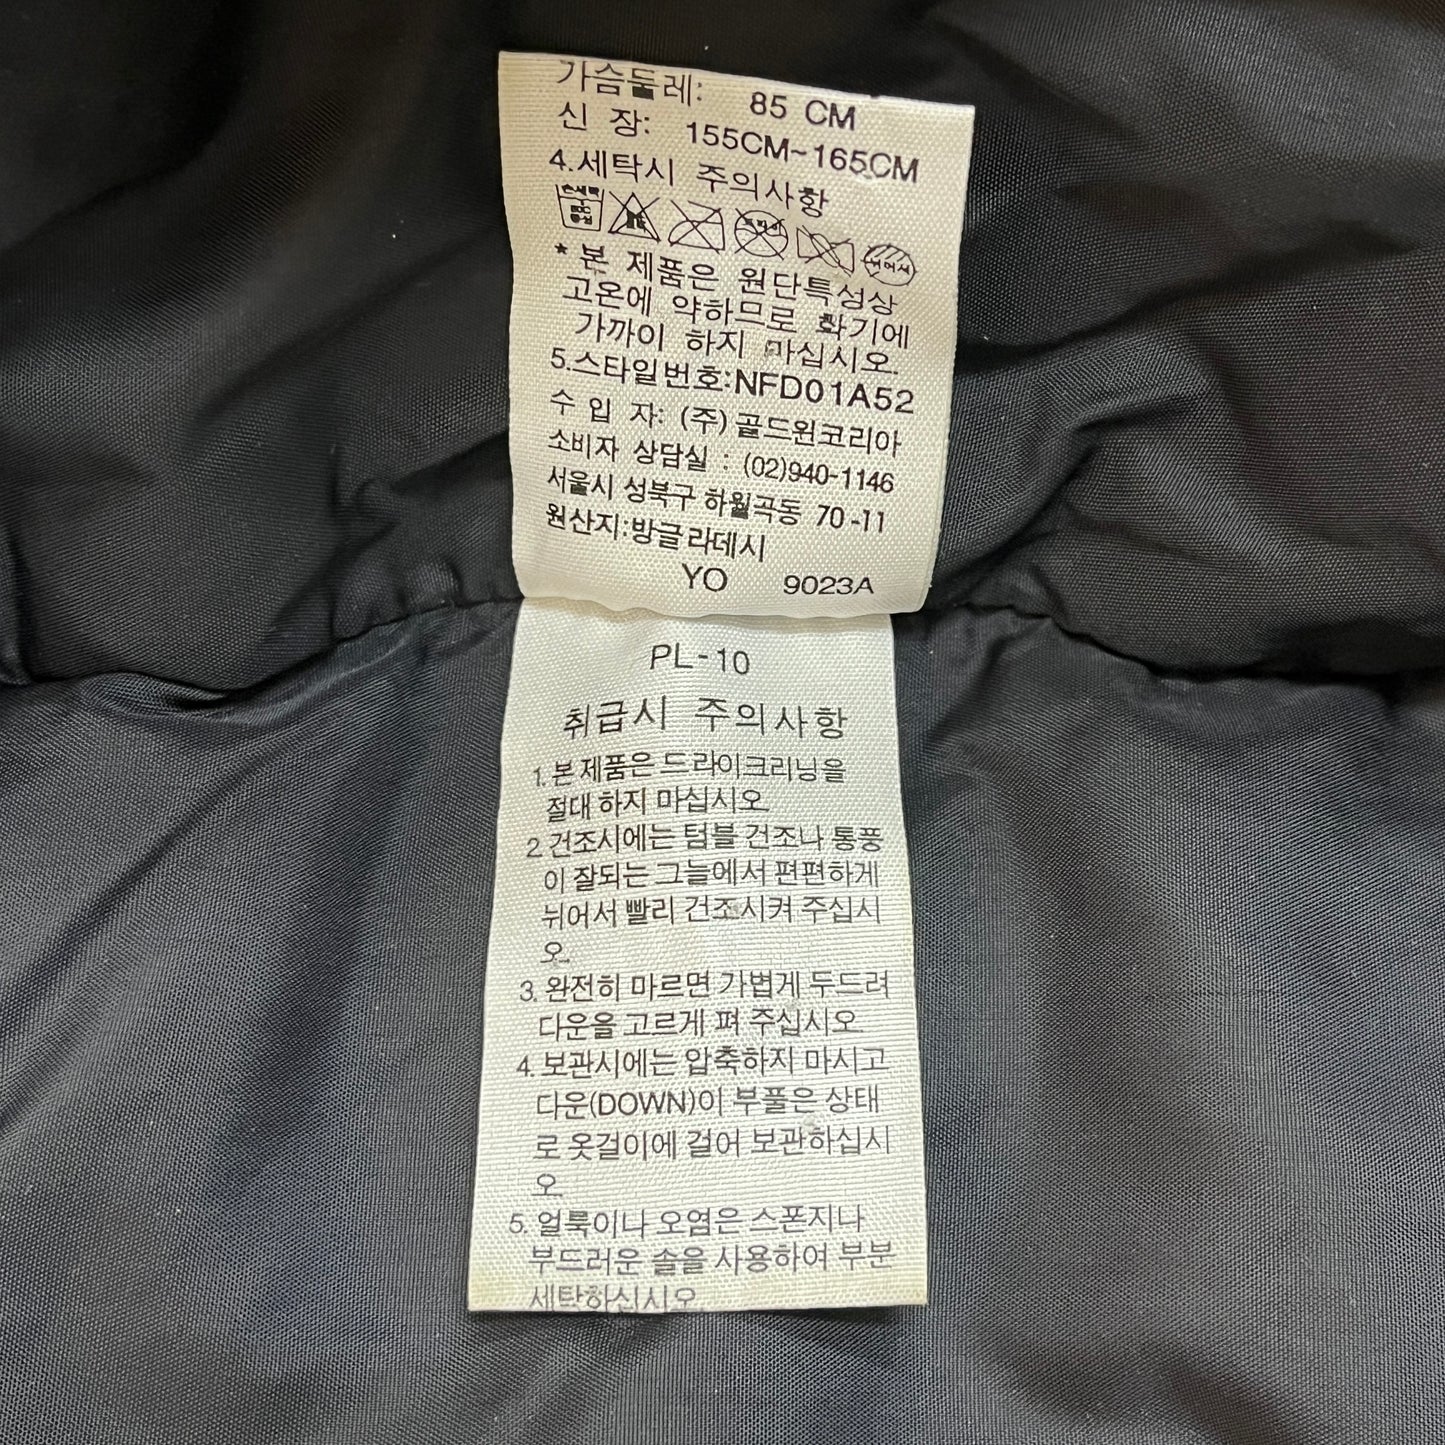 가슴둘레: 85 CM
신 장: 155CM~165CM
4.세탁시 주의사항
손세탁 30℃ 중성 드라이 뉘어서
* 본 제품은 원단특성상
고온에 약하므로 화기에
가까이 하지 마십시오.
5.스타일번호:NFD01A52
수 입 자: (주)골드윈코리아
소비자 상담실 : (02)940-1146
서울시 성북구 하월곡동 70-11
원산지:방글라데시
YO 9023A
PL-10
취급시 주의사항
1. 본 제품은 드라이크리닝을
절대 하지 마십시오.
2. 건조시에는 텀블 건조나 통풍
이 잘되는 그늘에서 편편하게
뉘어서 빨리 건조시켜 주십시
오.
3. 완전히 마르면 가볍게 두드려
다운을 고르게 펴 주십시오.
4. 보관시에는 압축하지 마시고
다운(DOWN)이 부풀은 상태
로 옷걸이에 걸어 보관하십시
오.
5. 얼룩이나 오염은 스폰지나
부드러운 솔을 사용하여 부분
세탁하십시오.